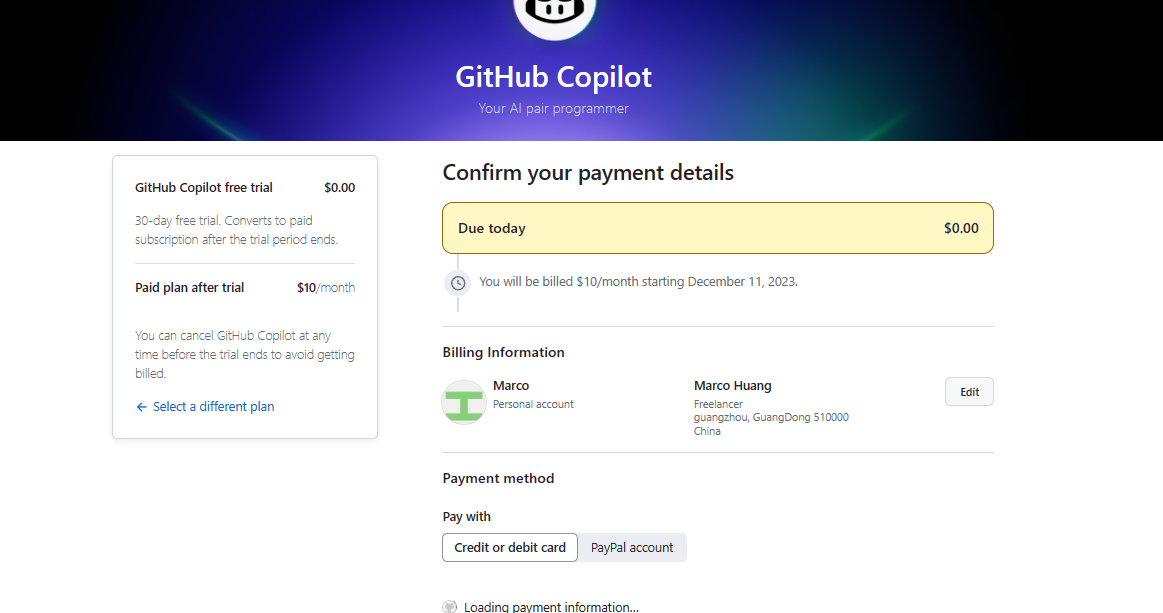 GitHub Copilot
Your AI pair programmer
GitHub Copilot free trial $0.00
30-day free trial. Converts to paid
subscription after the trial period ends.
Paid plan after trial $10/month
You can cancel GitHub Copilot at any
time before the trial ends to avoid getting
billed.
← Select a different plan
Confirm your payment details
Due today $0.00
You will be billed $10/month starting December 11, 2023.
Billing Information
Marco
Personal account
Marco Huang
Freelancer
guangzhou, GuangDong 510000
China
Edit
Payment method
Pay with
Credit or debit card PayPal account
Loading payment information...